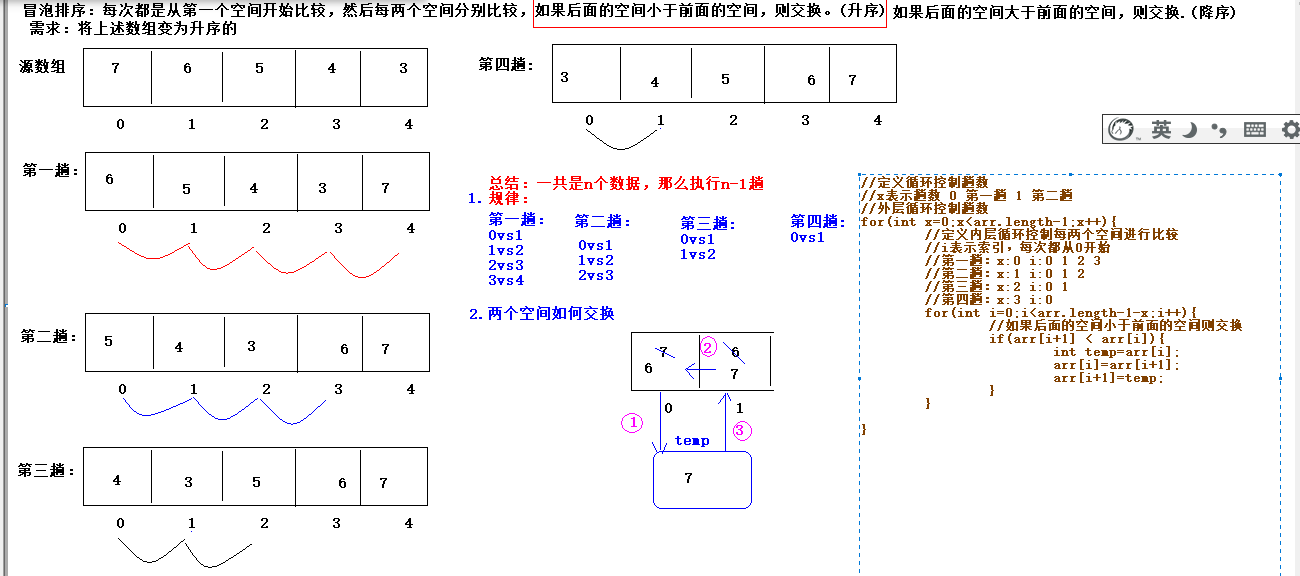 冒泡排序：每次都是从第一个空间开始比较，然后每两个空间分别比较，如果后面的空间小于前面的空间，则交换。(升序) 如果后面的空间大于前面的空间，则交换.(降序)
需求：将上述数组变为升序的
源数组 7 6 5 4 3
0 1 2 3 4
第一趟： 6 5 4 3 7
0 1 2 3 4
第二趟： 5 4 3 6 7
0 1 2 3 4
第三趟： 4 3 5 6 7
0 1 2 3 4
第四趟： 3 4 5 6 7
0 1 2 3 4
总结：一共是n个数据，那么执行n-1趟
1.规律：
第一趟： 第二趟： 第三趟： 第四趟：
0vs1 0vs1 0vs1 0vs1
1vs2 1vs2 1vs2
2vs3 2vs3
3vs4
2.两个空间如何交换
7 ② 6
6 7
0 1
① temp ③
7
英
//定义循环控制趟数
//x表示趟数 0 第一趟 1 第二趟
//外层循环控制趟数
for(int x=0;x<arr.length-1;x++){
//定义内层循环控制每两个空间进行比较
//i表示索引，每次都从0开始
//第一趟：x:0 i:0 1 2 3
//第二趟：x:1 i:0 1 2
//第三趟：x:2 i:0 1
//第四趟：x:3 i:0
for(int i=0;i<arr.length-1-x;i++){
//如果后面的空间小于前面的空间则交换
if(arr[i+1] < arr[i]){
int temp=arr[i];
arr[i]=arr[i+1];
arr[i+1]=temp;
}
}
}